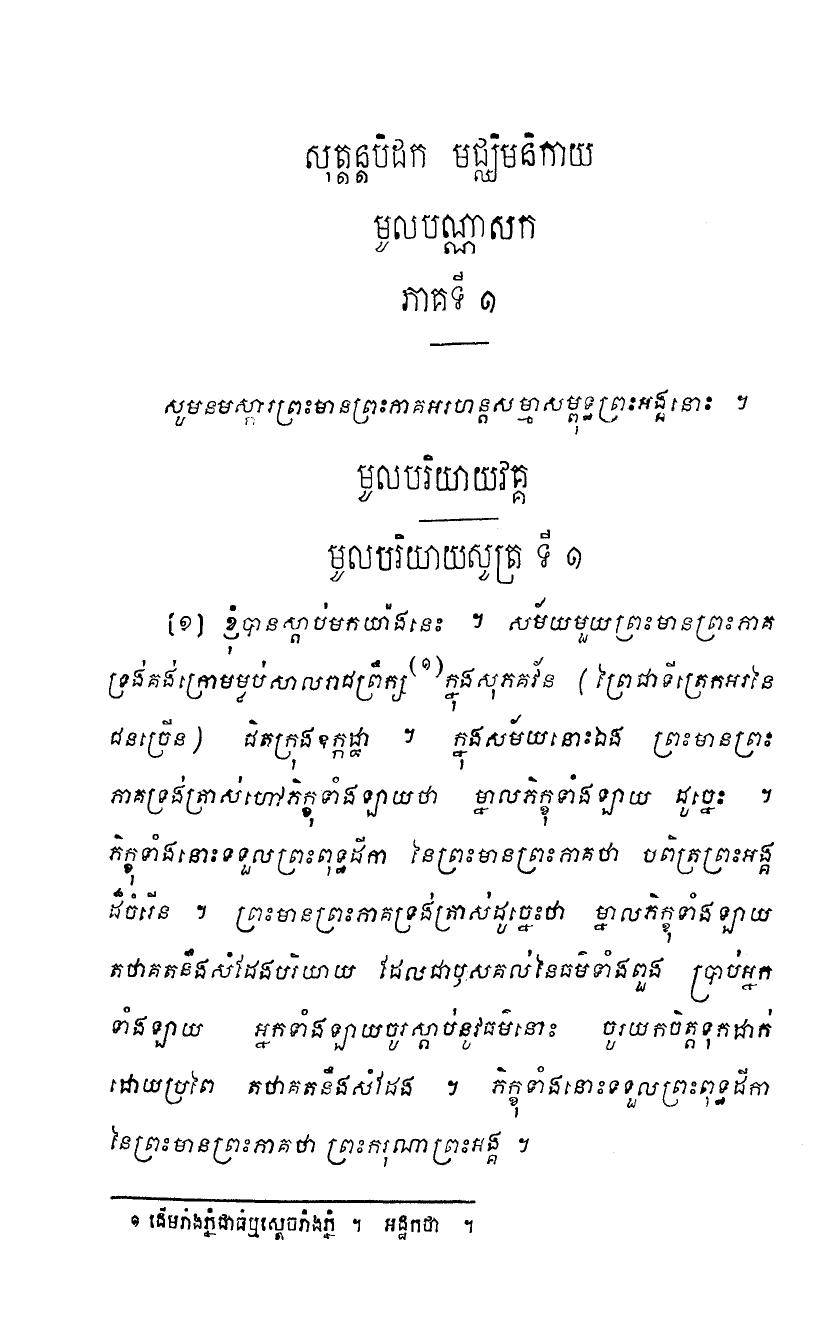 សុត្តន្តបិដក មជ្ឈិមនិកាយ
មូលបណ្ណាសក
ភាគទី ១
សូមនមស្ការព្រះមានព្រះភាគអរហន្តសម្មាសម្ពុទ្ធព្រះអង្គនោះ ។
មូលបរិយាយវគ្គ
មូលបរិយាយសូត្រ ទី ១
[១] ខ្ញុំបានស្តាប់មកយ៉ាងនេះ ។ សម័យមួយព្រះមានព្រះភាគ
ទ្រង់គង់ក្រោមម្លប់សាលរាជព្រឹក្ស(១)ក្នុងសុភគវ័ន (ព្រៃជាទីត្រេកអរនៃ
ជនច្រើន) ជិតក្រុងឧក្កដ្ឋា ។ ក្នុងសម័យនោះឯង ព្រះមានព្រះ
ភាគទ្រង់ត្រាស់ហៅភិក្ខុទាំងឡាយថា ម្នាលភិក្ខុទាំងឡាយ ដូច្នេះ ។
ភិក្ខុទាំងនោះទទួលព្រះពុទ្ធដីកា នៃព្រះមានព្រះភាគថា បពិត្រព្រះអង្គ
ដ៏ចំរើន ។ ព្រះមានព្រះភាគទ្រង់ត្រាស់ដូច្នេះថា ម្នាលភិក្ខុទាំងឡាយ
តថាគតនឹងសំដែងបរិយាយ ដែលជាឫសគល់នៃធម៌ទាំងពួង ប្រាប់អ្នក
ទាំងឡាយ អ្នកទាំងឡាយចូរស្តាប់នូវធម៌នោះ ចូរយកចិត្តទុកដាក់
ដោយប្រពៃ តថាគតនឹងសំដែង ។ ភិក្ខុទាំងនោះទទួលព្រះពុទ្ធដីកា
នៃព្រះមានព្រះភាគថា ព្រះករុណាព្រះអង្គ ។
១ ដើមរាំងភ្នំជាធំឬស្តេចរាំងភ្នំ ។ អដ្ឋកថា ។